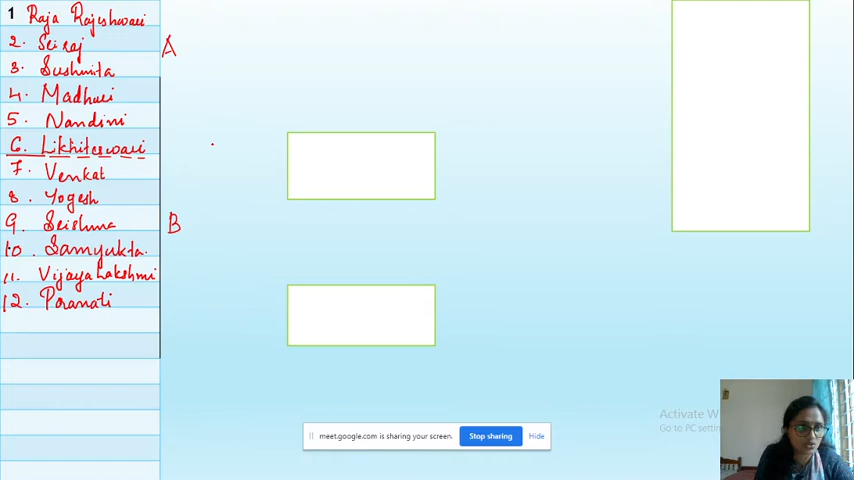 1 Raja Rajeshwari
2. Sriraj A
3. Sushmita
4. Madhuri
5. Nandini
6. Likhiteswari
7. Venkat
8. Yogesh
9. Srishma B
10. Samyukta.
11. Vijaya Lakshmi
12. Pranati
meet.google.com is sharing your screen. Stop sharing Hide
Activate W
Go to PC settin